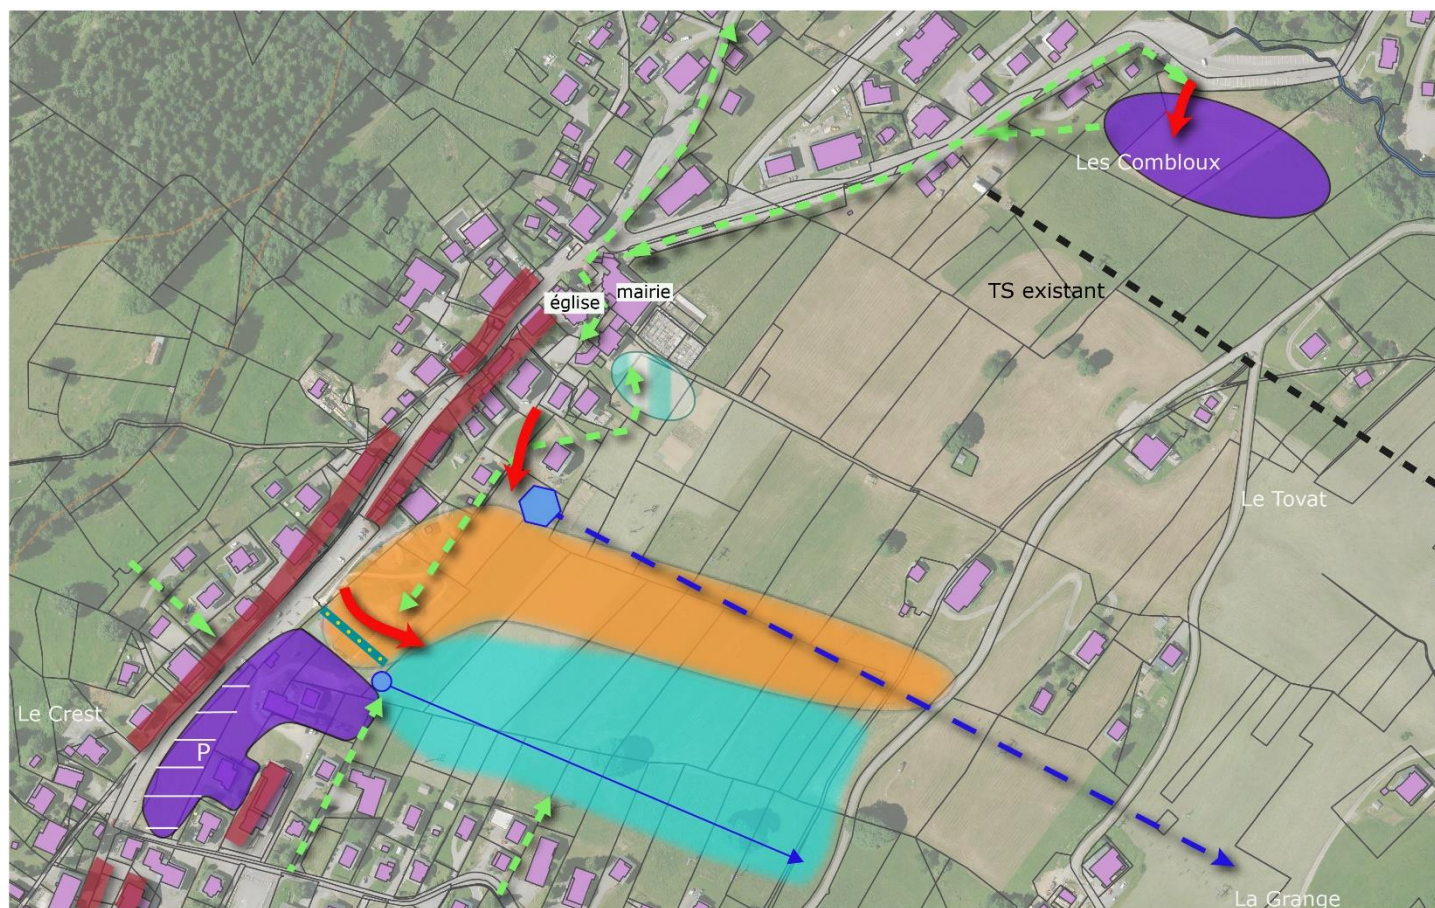 Les Combloux
TS existant
mairie
église
Le Tovat
Le Crest
P
La Grange